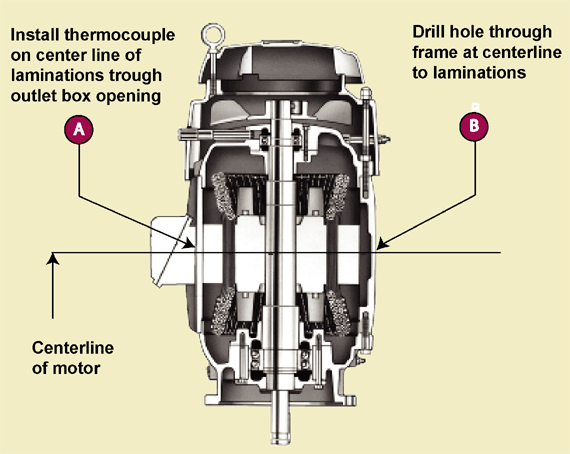 Install thermocouple
on center line of
laminations trough
outlet box opening
A
Drill hole through
frame at centerline
to laminations
B
Centerline
of motor